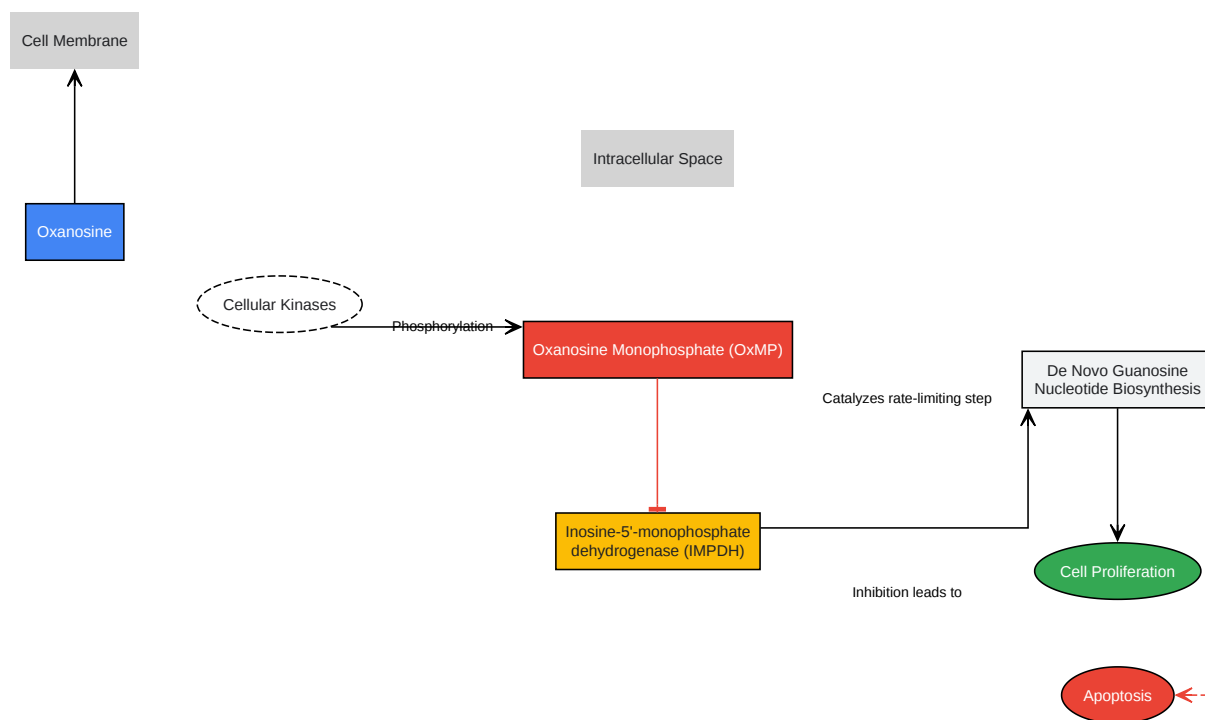 Cell Membrane
Intracellular Space
Oxanosine
Cellular Kinases
Phosphorylation
Oxanosine Monophosphate (OxMP)
De Novo Guanosine
Nucleotide Biosynthesis
Catalyzes rate-limiting step
Inosine-5'-monophosphate
dehydrogenase (IMPDH)
Cell Proliferation
Inhibition leads to
Apoptosis